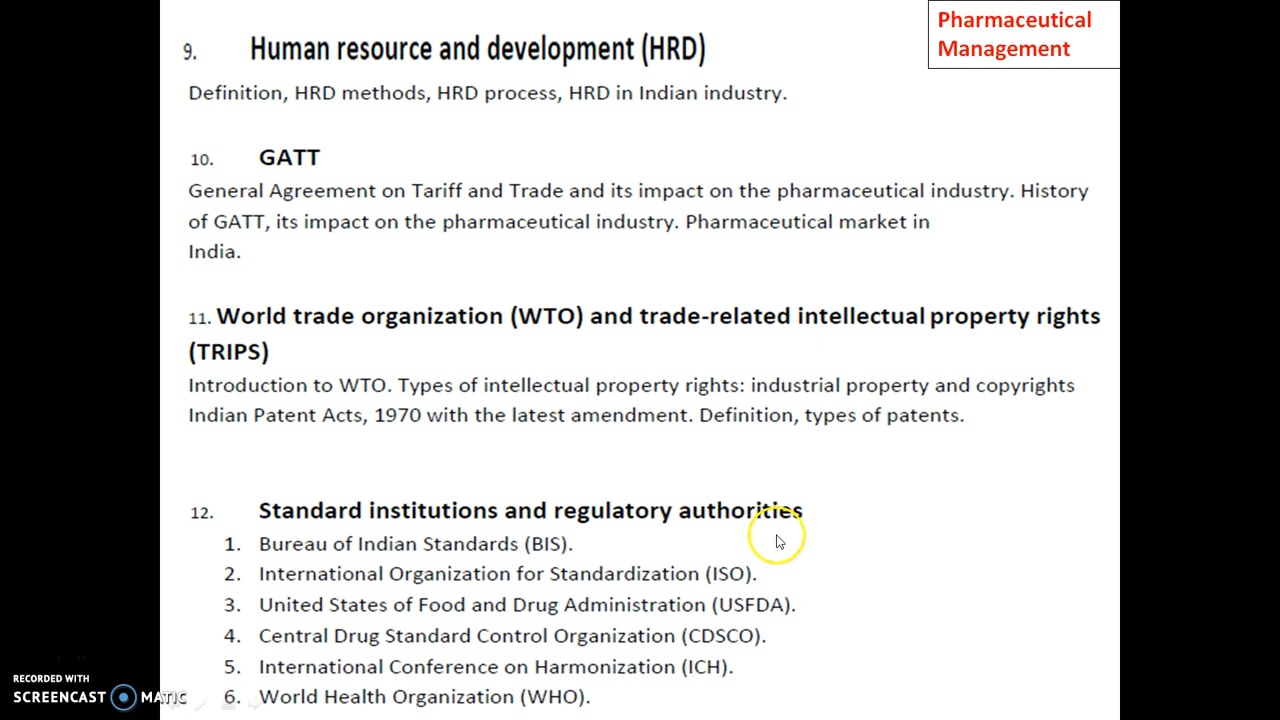 Pharmaceutical
Management
9. Human resource and development (HRD)
Definition, HRD methods, HRD process, HRD in Indian industry.
10. GATT
General Agreement on Tariff and Trade and its impact on the pharmaceutical industry. History
of GATT, its impact on the pharmaceutical industry. Pharmaceutical market in
India.
11. World trade organization (WTO) and trade-related intellectual property rights
(TRIPS)
Introduction to WTO. Types of intellectual property rights: industrial property and copyrights
Indian Patent Acts, 1970 with the latest amendment. Definition, types of patents.
12. Standard institutions and regulatory authorities
1. Bureau of Indian Standards (BIS).
2. International Organization for Standardization (ISO).
3. United States of Food and Drug Administration (USFDA).
4. Central Drug Standard Control Organization (CDSCO).
5. International Conference on Harmonization (ICH).
6. World Health Organization (WHO).
RECORDED WITH
SCREENCAST MATIC